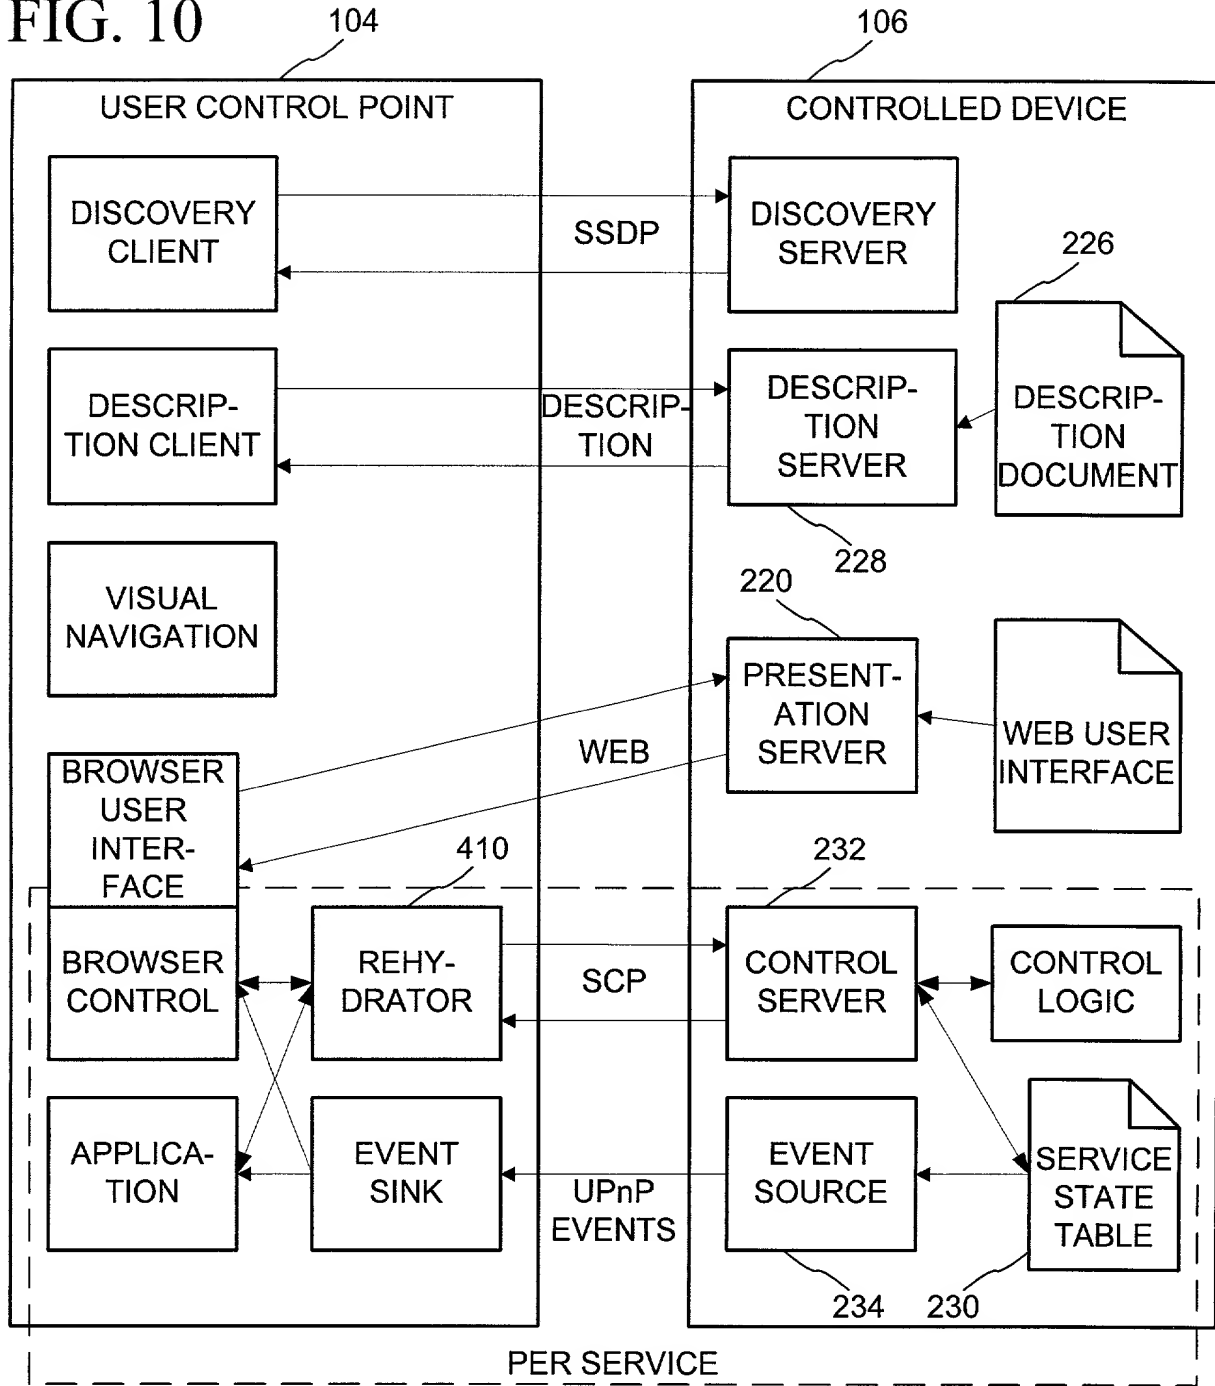 FIG. 10
104
106
USER CONTROL POINT
CONTROLLED DEVICE
DISCOVERY
CLIENT
SSDP
DISCOVERY
SERVER
226
DESCRIP-
TION CLIENT
DESCRIP-
TION
DESCRIP-
TION
SERVER
DESCRIP-
TION
DOCUMENT
228
VISUAL
NAVIGATION
220
PRESENT-
ATION
SERVER
WEB USER
INTERFACE
WEB
BROWSER
USER
INTER-
FACE
410
232
BROWSER
CONTROL
REHY-
DRATOR
SCP
CONTROL
SERVER
CONTROL
LOGIC
APPLICA-
TION
EVENT
SINK
UPnP
EVENTS
EVENT
SOURCE
SERVICE
STATE
TABLE
234
230
PER SERVICE